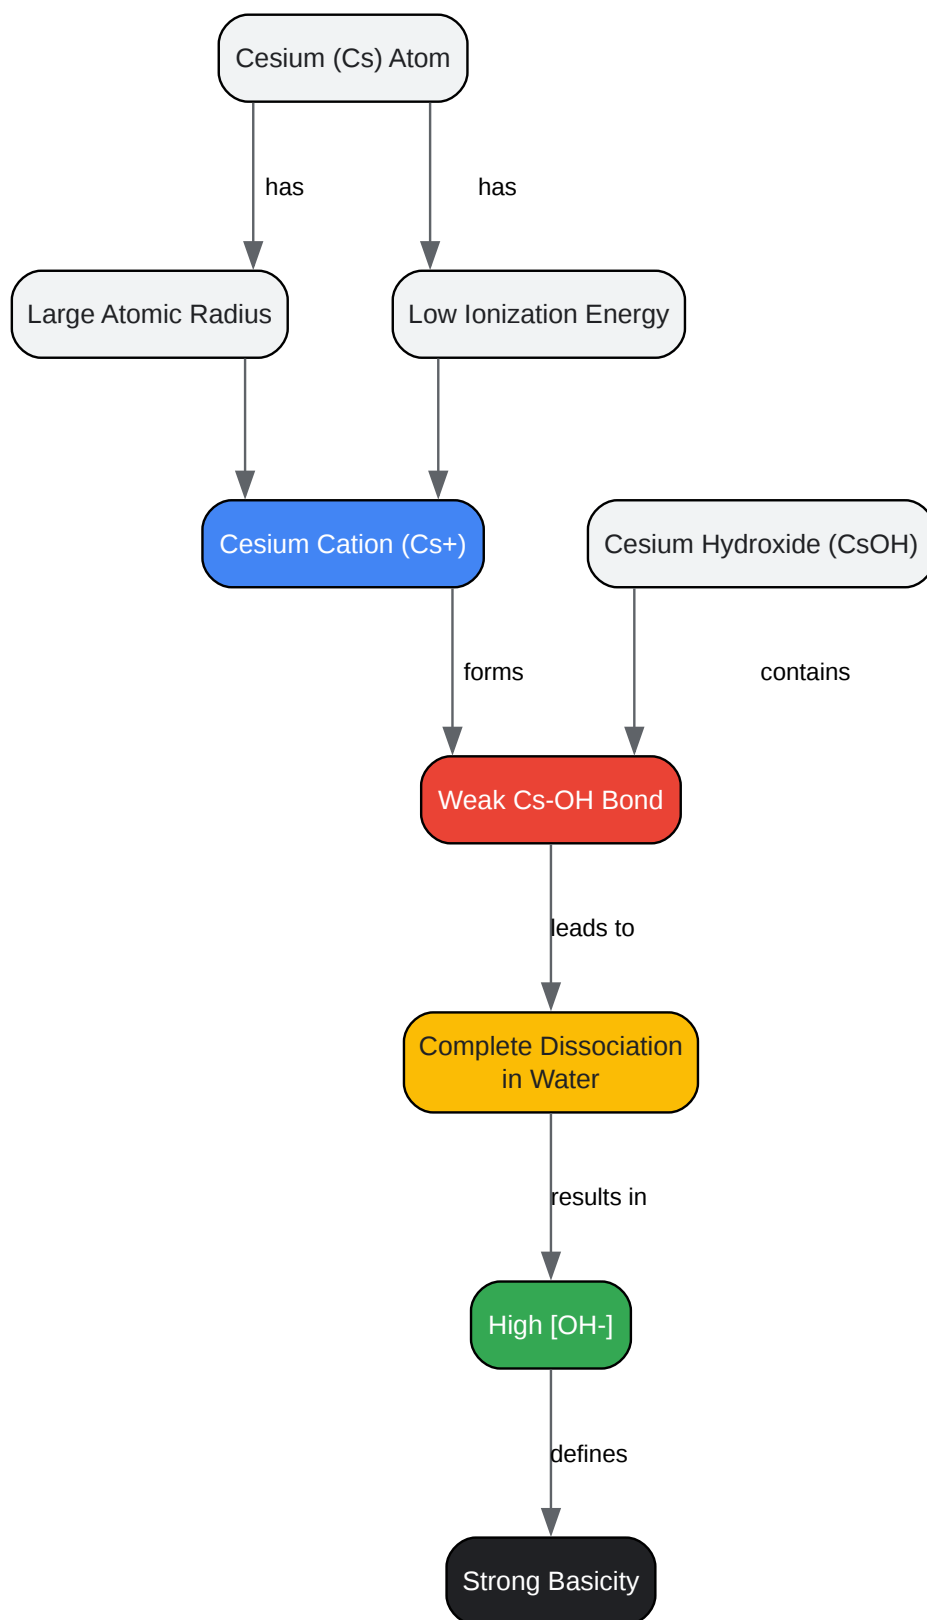 Cesium (Cs) Atom
has
has
Large Atomic Radius
Low Ionization Energy
Cesium Cation (Cs+)
Cesium Hydroxide (CsOH)
forms
contains
Weak Cs-OH Bond
leads to
Complete Dissociation
in Water
results in
High [OH-]
defines
Strong Basicity